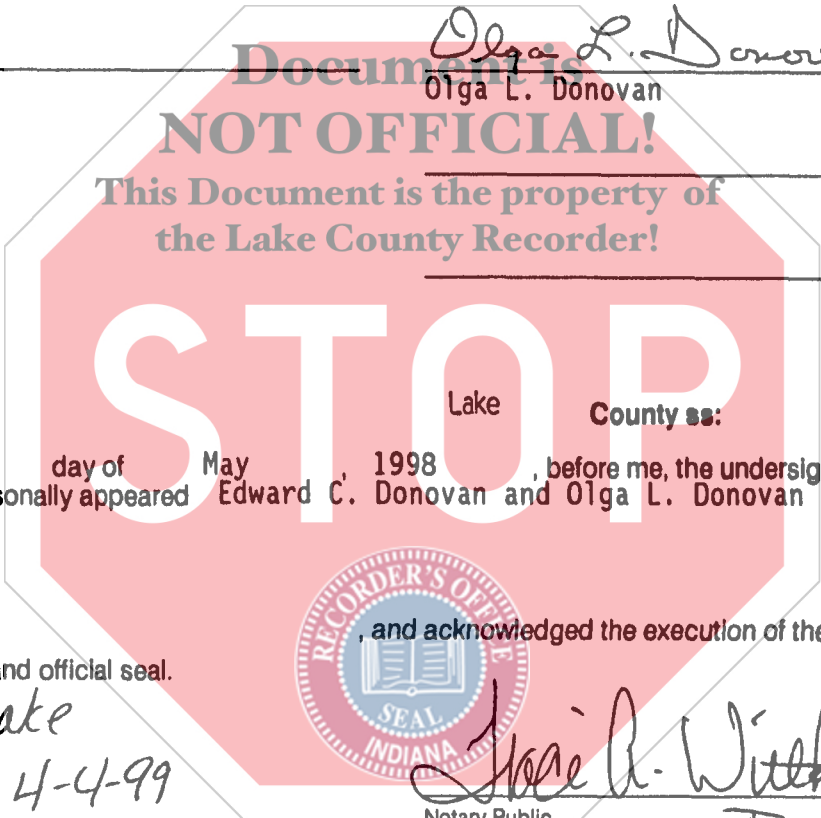 Olga L.
Document is
Olga L. Donovan
NOT OFFICIAL!
This Document is the property of
the Lake County Recorder!
STOP
Lake County ss:
day of May , 1998 , before me, the undersig
sonally appeared Edward C. Donovan and Olga L. Donovan
RECORDER'S OFFICE
, and acknowledged the execution of the
nd official seal.
SEAL
INDIANA
ake
4-4-99
A.
Notary Public